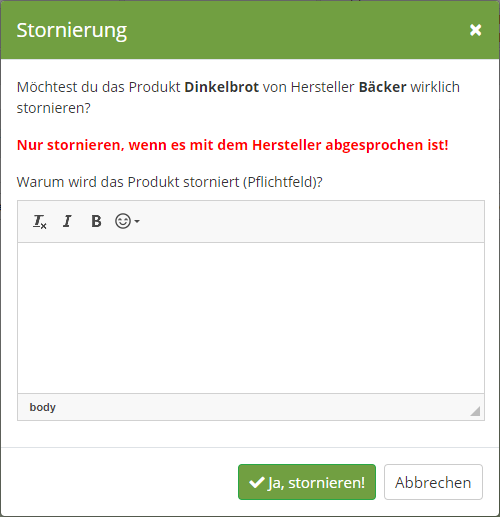 Stornierung
Möchtest du das Produkt Dinkelbrot von Hersteller Bäcker wirklich
stornieren?
Nur stornieren, wenn es mit dem Hersteller abgesprochen ist!
Warum wird das Produkt storniert (Pflichtfeld)?
body
Ja, stornieren!
Abbrechen